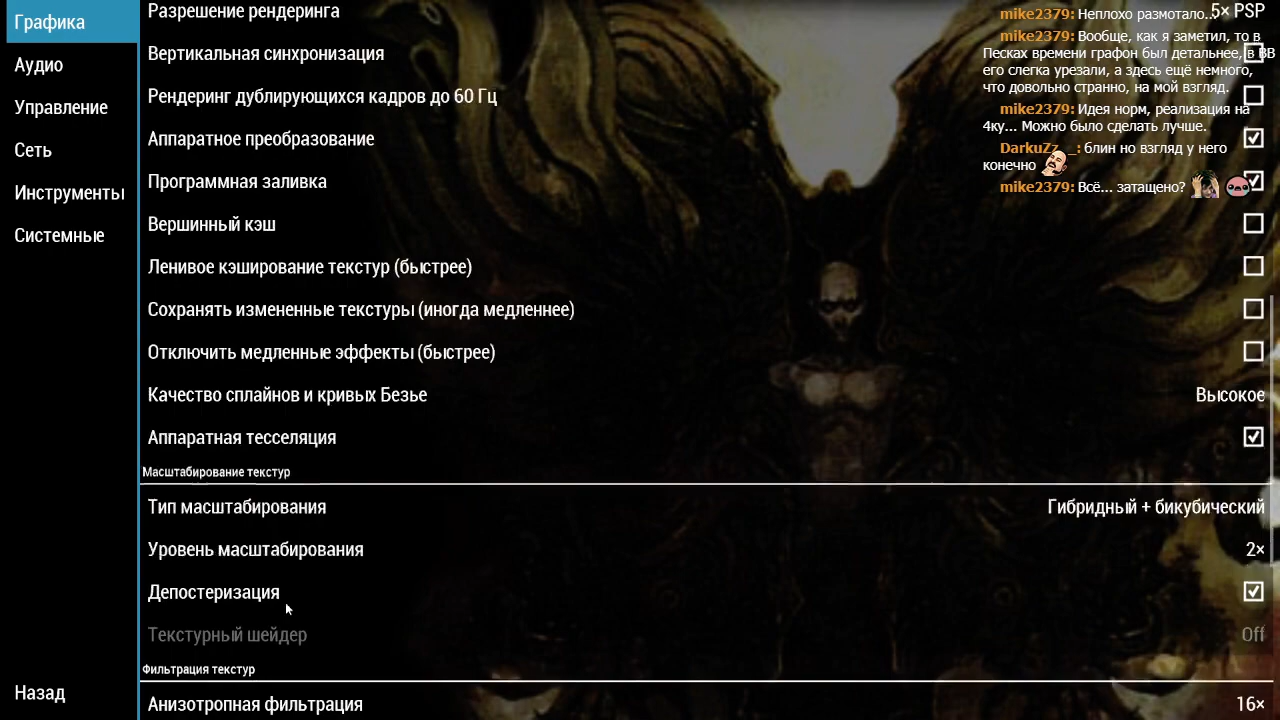 Графика
Аудио
Управление
Сеть
Инструменты
Системные
Назад
Разрешение рендеринга
5× PSP
Вертикальная синхронизация
Рендеринг дублирующихся кадров до 60 Гц
Аппаратное преобразование
Программная заливка
Вершинный кэш
Ленивое кэширование текстур (быстрее)
Сохранять измененные текстуры (иногда медленнее)
Отключить медленные эффекты (быстрее)
Качество сплайнов и кривых Безье
Высокое
Аппаратная тесселяция
Масштабирование текстур
Тип масштабирования
Гибридный + бикубический
Уровень масштабирования
2×
Депостеризация
Текстурный шейдер
Off
Фильтрация текстур
Анизотропная фильтрация
16×
mike2379: Неплохо размотало...
mike2379: Вообще, как я заметил, то в
Песках времени графон был детальнее, в ВВ
его слегка урезали, а здесь ещё немного,
что довольно странно, на мой взгляд.
mike2379: Идея норм, реализация на
4ку... Можно было сделать лучше.
DarkuZz__: блин но взгляд у него
конечно
mike2379: Всё... затащено?